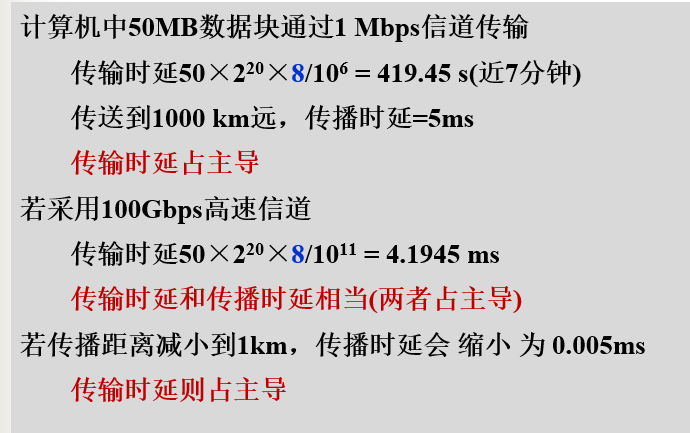 计算机中50MB数据块通过1 Mbps信道传输
传输时延50×2²⁰×8/10⁶ = 419.45 s(近7分钟)
传送到1000 km远，传播时延=5ms
传输时延占主导
若采用100Gbps高速信道
传输时延50×2²⁰×8/10¹¹ = 4.1945 ms
传输时延和传播时延相当(两者占主导)
若传播距离减小到1km，传播时延会 缩小 为 0.005ms
传输时延则占主导